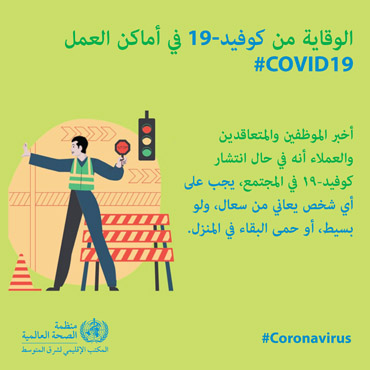 الوقاية من كوفيد-19 في أماكن العمل
#COVID19
أخبر الموظفين والمتعاقدين
والعملاء أنه في حال انتشار
كوفيد-١٩ في المجتمع، يجب على
أي شخص يعاني من سعال، ولو
بسيط، أو حمى البقاء في المنزل.
منظمة
الصحة العالمية
المكتب الإقليمي لشرق المتوسط
#Coronavirus